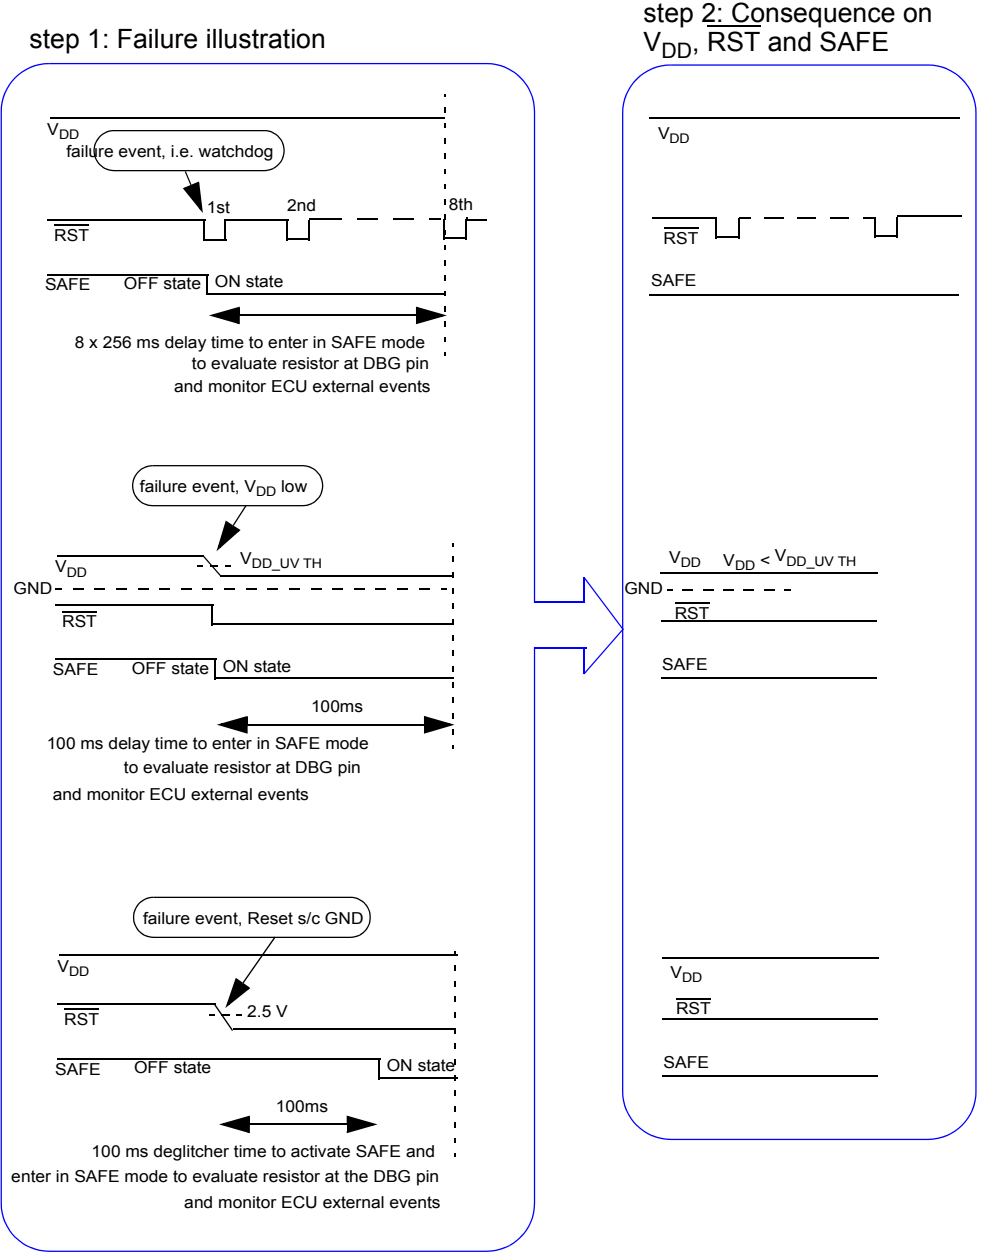 step 1: Failure illustration
step 2: Consequence on
VDD, RST and SAFE
VDD
failure event, i.e. watchdog
1st
2nd
8th
RST
SAFE
OFF state
ON state
8 x 256 ms delay time to enter in SAFE mode
to evaluate resistor at DBG pin
and monitor ECU external events
failure event, VDD low
VDD
VDD_UV TH
GND
RST
SAFE
OFF state
ON state
100ms
100 ms delay time to enter in SAFE mode
to evaluate resistor at DBG pin
and monitor ECU external events
failure event, Reset s/c GND
VDD
RST
2.5 V
SAFE
OFF state
ON state
100ms
100 ms deglitcher time to activate SAFE and
enter in SAFE mode to evaluate resistor at the DBG pin
and monitor ECU external events
VDD
RST
SAFE
VDD
VDD < VDD_UV TH
GND
RST
SAFE
VDD
RST
SAFE